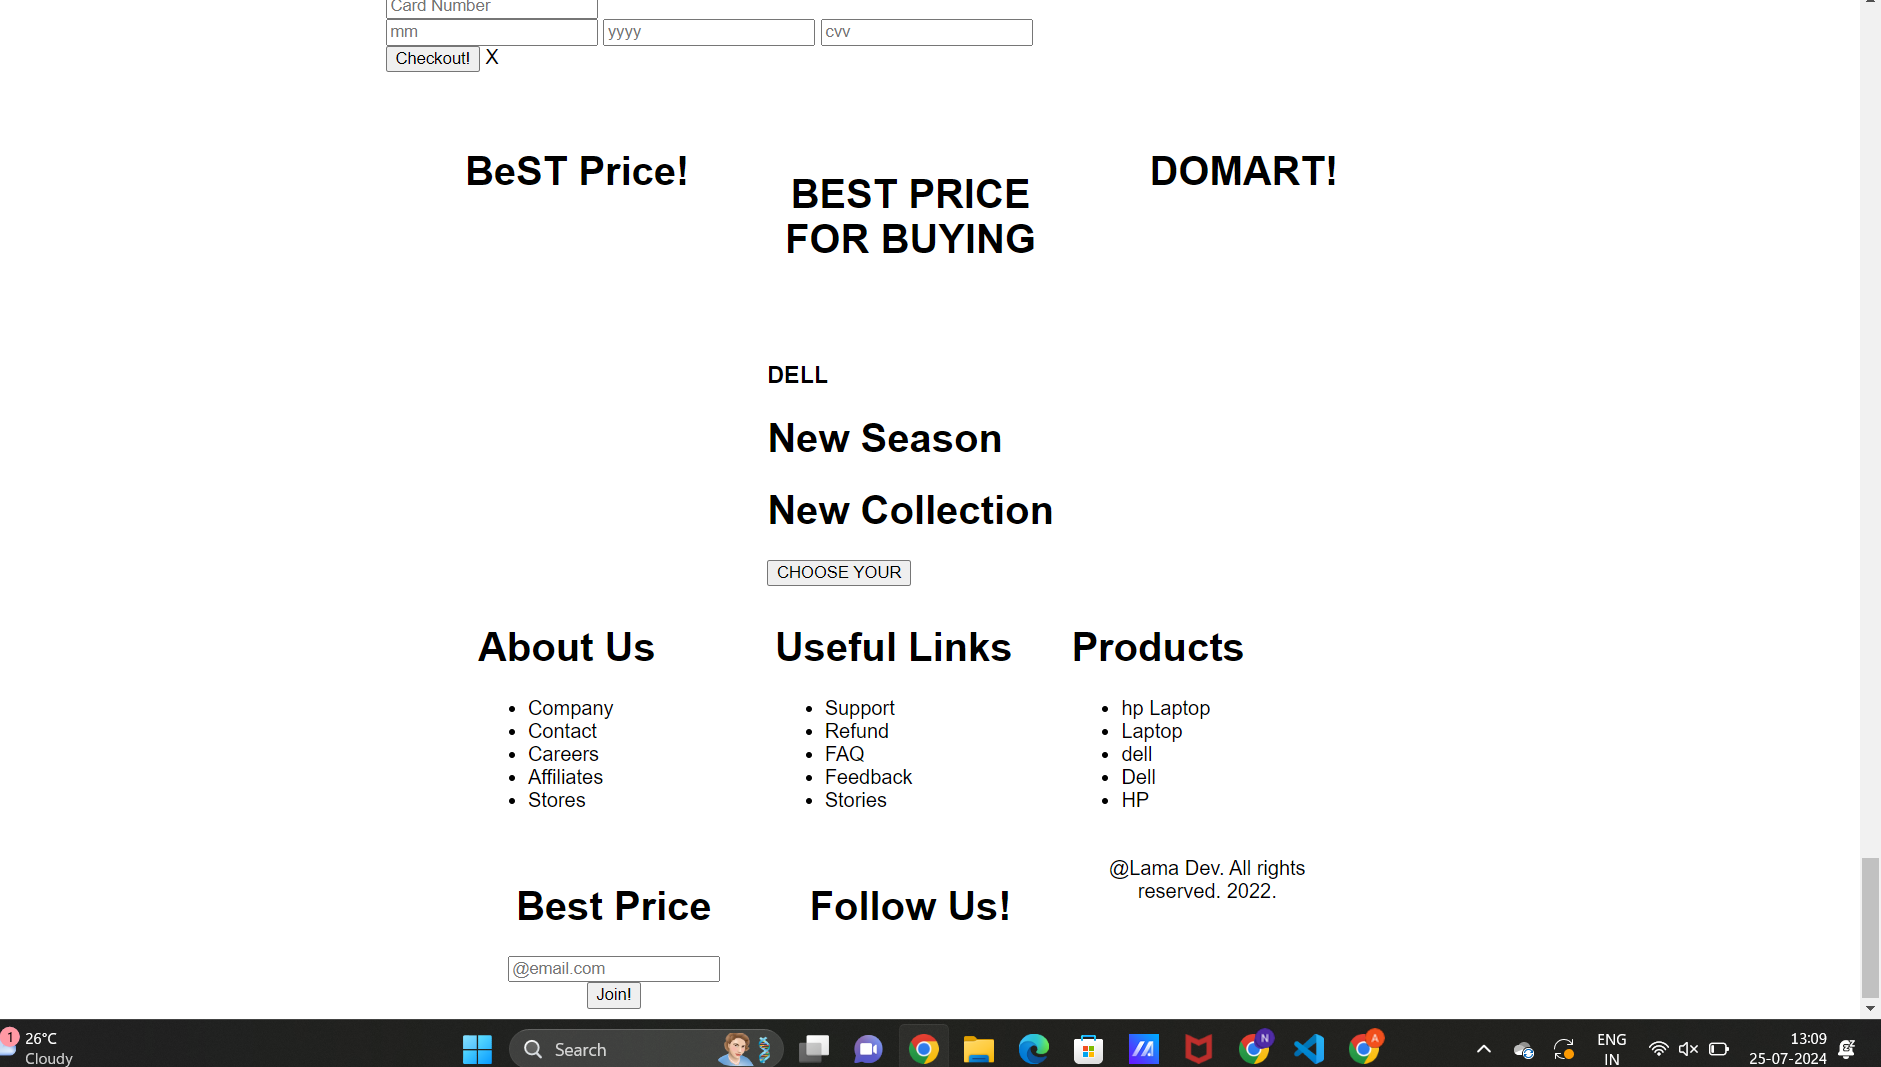 Card Number
mm yyyy cvv
Checkout! X
BeST Price!
BEST PRICE
FOR BUYING
DOMART!
DELL
New Season
New Collection
CHOOSE YOUR
About Us
Company
Contact
Careers
Affiliates
Stores
Useful Links
Support
Refund
FAQ
Feedback
Stories
Products
hp Laptop
Laptop
dell
Dell
HP
Best Price
@email.com
Join!
Follow Us!
@Lama Dev. All rights
reserved. 2022.
1
26°C
Cloudy
Search
N
A
ENG
IN
13:09
25-07-2024